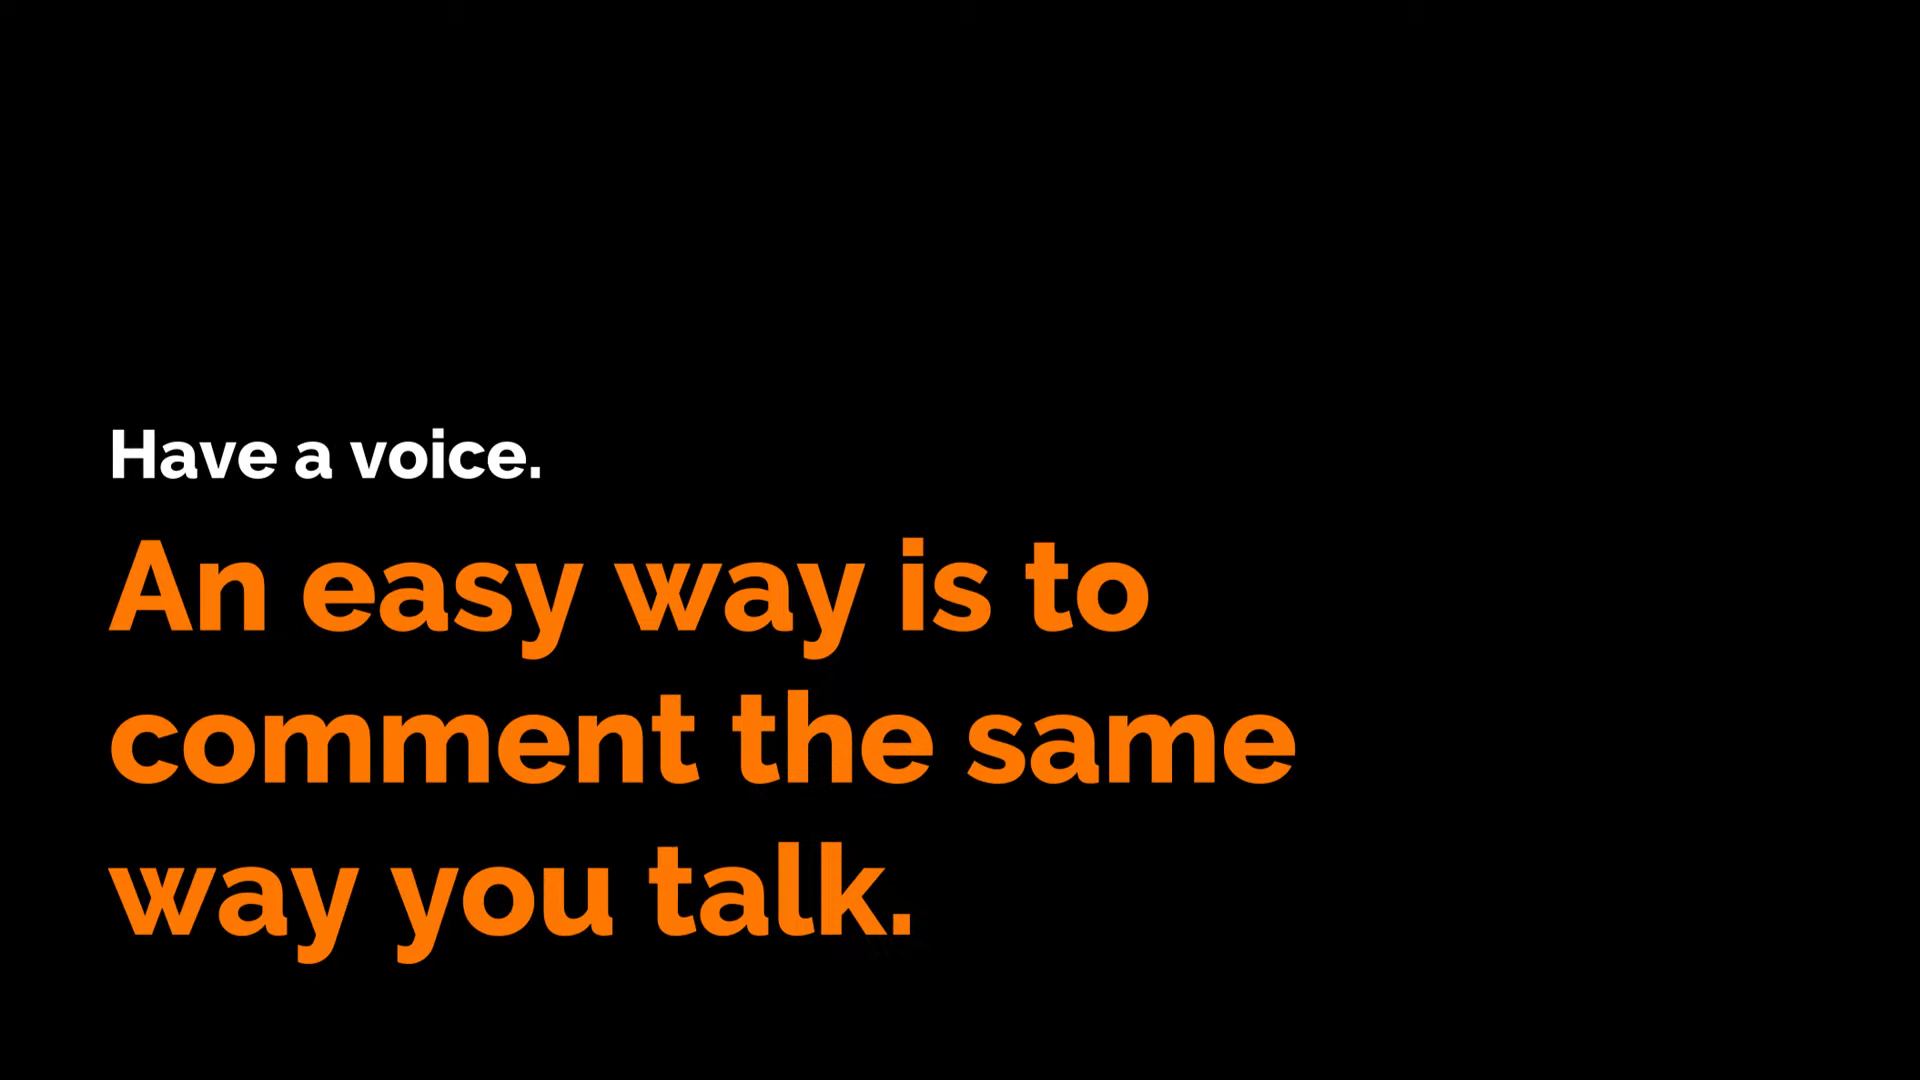 Have a voice.
An easy way is to
comment the same
way you talk.